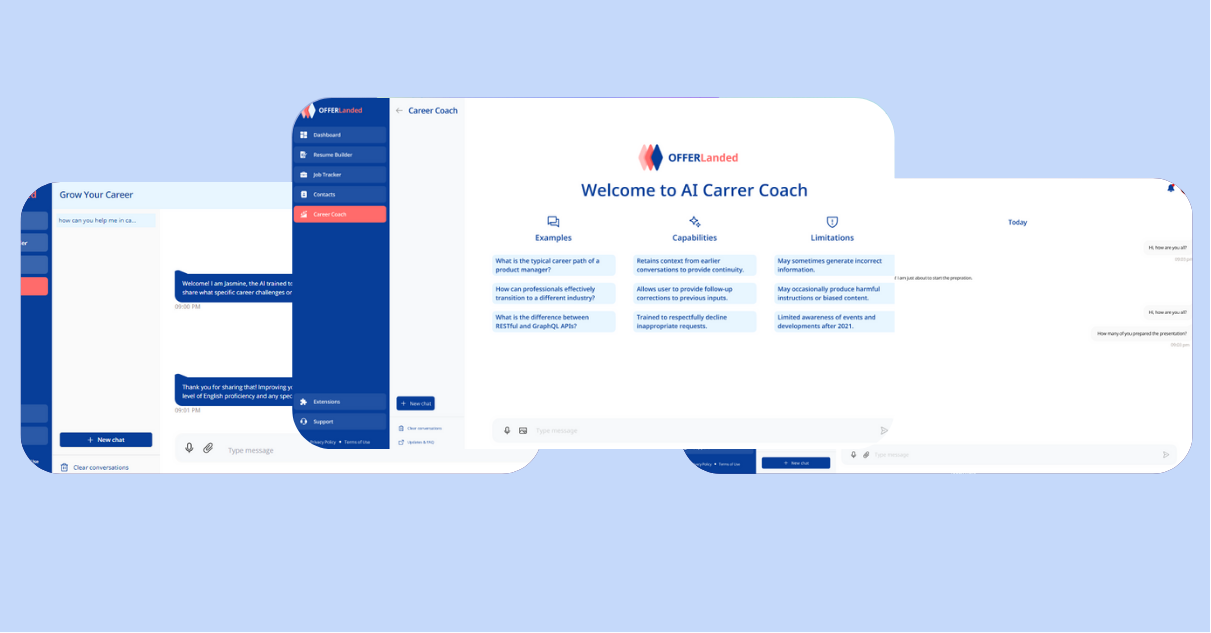 Grow Your Career
how can you help me in ca...
Welcome! I am Jasmine, the AI trained to
share what specific career challenges or
09:00 PM
Thank you for sharing that! Improving yo
level of English proficiency and any spec
09:01 PM
+ New chat
Clear conversations
Type message
OFFERLanded
Dashboard
Resume Builder
Job Tracker
Contacts
Career Coach
Extensions
Support
Privacy Policy • Terms of Use
← Career Coach
+ New chat
Clear conversations
Updates & FAQ
OFFERLanded
Welcome to AI Carrer Coach
Examples
What is the typical career path of a
product manager?
How can professionals effectively
transition to a different industry?
What is the difference between
RESTful and GraphQL APIs?
Capabilities
Retains context from earlier
conversations to provide continuity.
Allows user to provide follow-up
corrections to previous inputs.
Trained to respectfully decline
inappropriate requests.
Limitations
May sometimes generate incorrect
information.
May occasionally produce harmful
instructions or biased content.
Limited awareness of events and
developments after 2021.
Type message
Today
Hi, how are you all?
09:03 pm
I am just about to start the prepration.
Hi, how are you all?
How many of you prepared the presentation?
09:03 pm
Terms of Use
+ New chat
Type message